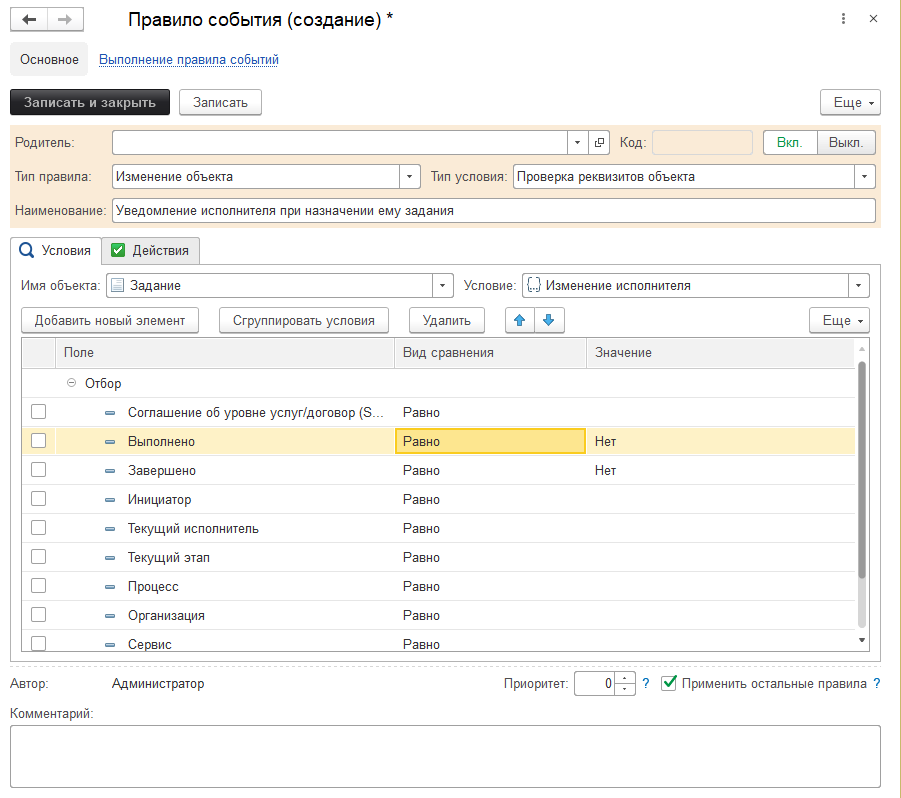 Правило события (создание) *
Основное Выполнение правила событий
Записать и закрыть Записать Еще
Родитель: Код: Вкл. Выкл.
Тип правила: Изменение объекта Тип условия: Проверка реквизитов объекта
Наименование: Уведомление исполнителя при назначении ему задания
Условия Действия
Имя объекта: Задание Условие: Изменение исполнителя
Добавить новый элемент Сгруппировать условия Удалить Еще
Поле Вид сравнения Значение
Отбор
Соглашение об уровне услуг/договор (S... Равно
Выполнено Равно Нет
Завершено Равно Нет
Инициатор Равно
Текущий исполнитель Равно
Текущий этап Равно
Процесс Равно
Организация Равно
Сервис Равно
Автор: Администратор Приоритет: 0 ? Применить остальные правила ?
Комментарий: